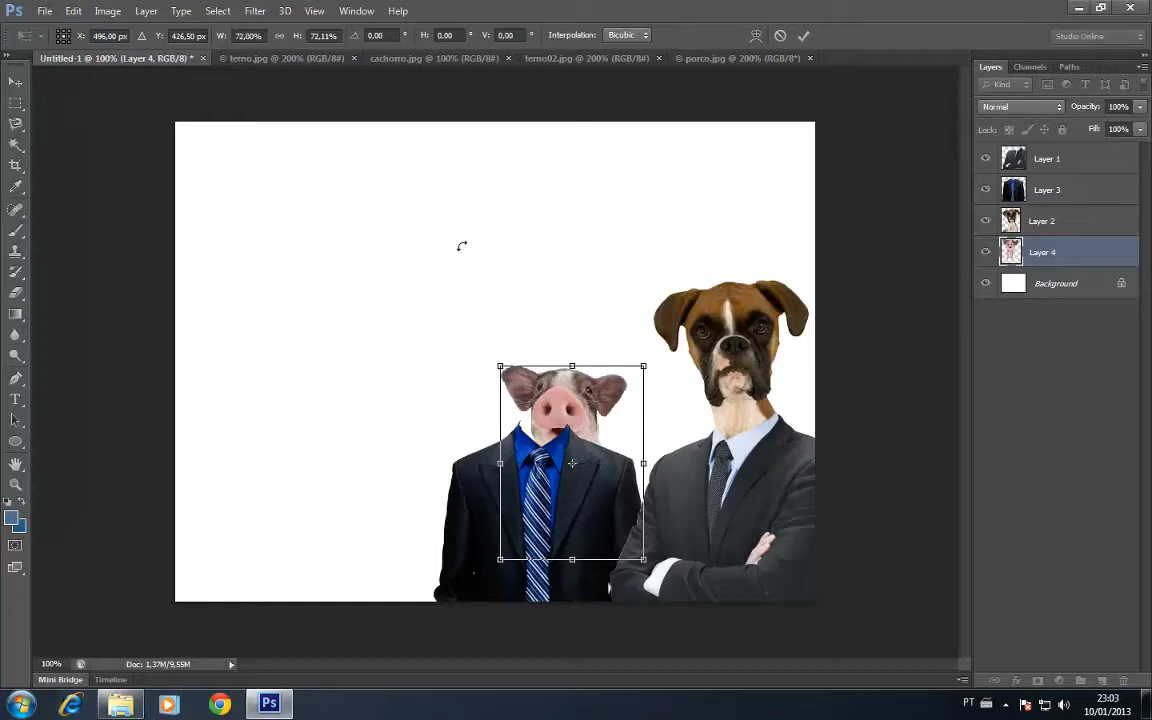 Ps File Edit Image Layer Type Select Filter 3D View Window Help
X: 496,00 px Y: 426,50 px W: 72,00% H: 72,11% 0,00 ° H: 0,00 ° V: 0,00 ° Interpolation: Bicubic Studio Online
Untitled-1 @ 100% (Layer 4, RGB/8) * × © terno.jpg @ 200% (RGB/8#) × cachorro.jpg @ 100% (RGB/8#) × terno02.jpg @ 200% (RGB/8#) × © porco.jpg @ 200% (RGB/8*) ×
Layers Channels Paths
Kind
Normal Opacity: 100%
Lock: Fill: 100%
Layer 1
Layer 3
Layer 2
Layer 4
Background
100% Doc: 1,37M/9,55M
Mini Bridge Timeline
Ps PT 23:03
10/01/2013